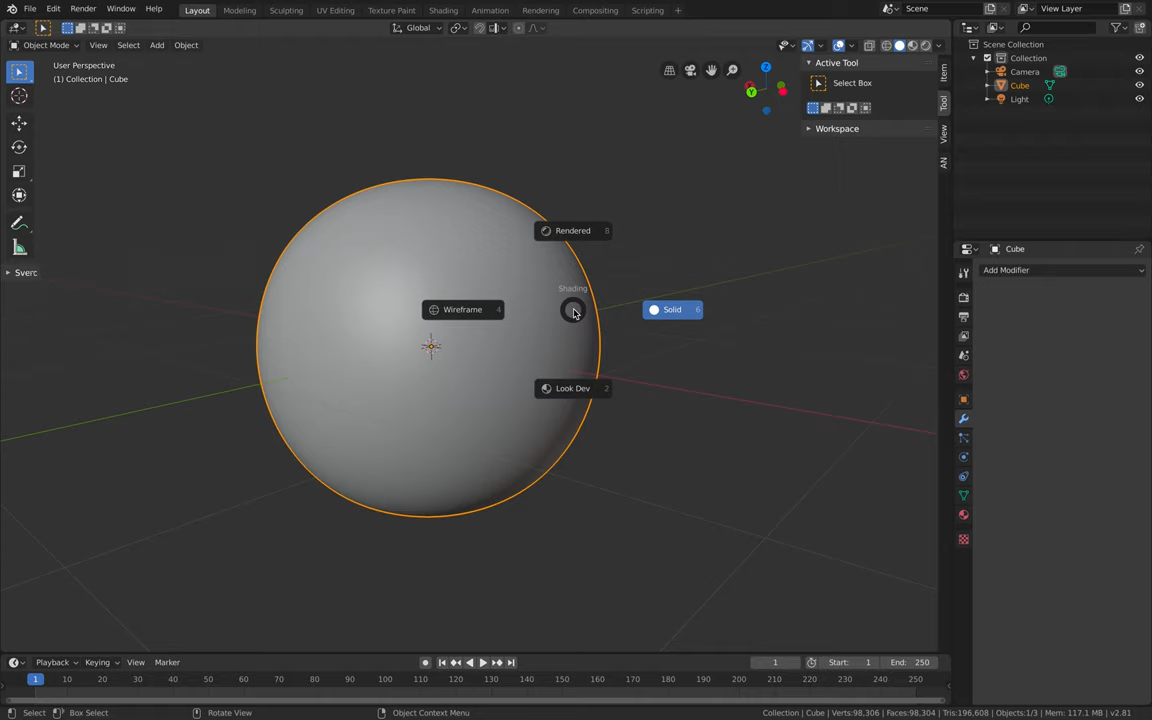 File Edit Render Window Help Layout Modeling Sculpting UV Editing Texture Paint Shading Animation Rendering Compositing Scripting + Scene View Layer
Global
Object Mode View Select Add Object
User Perspective
(1) Collection | Cube
Z
Y
Active Tool
Select Box
Workspace
Item
Tool
View
AN
Scene Collection
Collection
Camera
Cube
Light
Sverc
Rendered 8
Shading
Wireframe 4
Solid 6
Look Dev 2
Cube
Add Modifier
Playback Keying View Marker 1 Start: 1 End: 250
1 10 20 30 40 50 60 70 80 90 100 110 120 130 140 150 160 170 180 190 200 210 220 230 240 250
Select Box Select Rotate View Object Context Menu Collection | Cube | Verts:98,306 | Faces:98,304 | Tris:196,608 | Objects:1/3 | Mem: 117.1 MB | v2.81